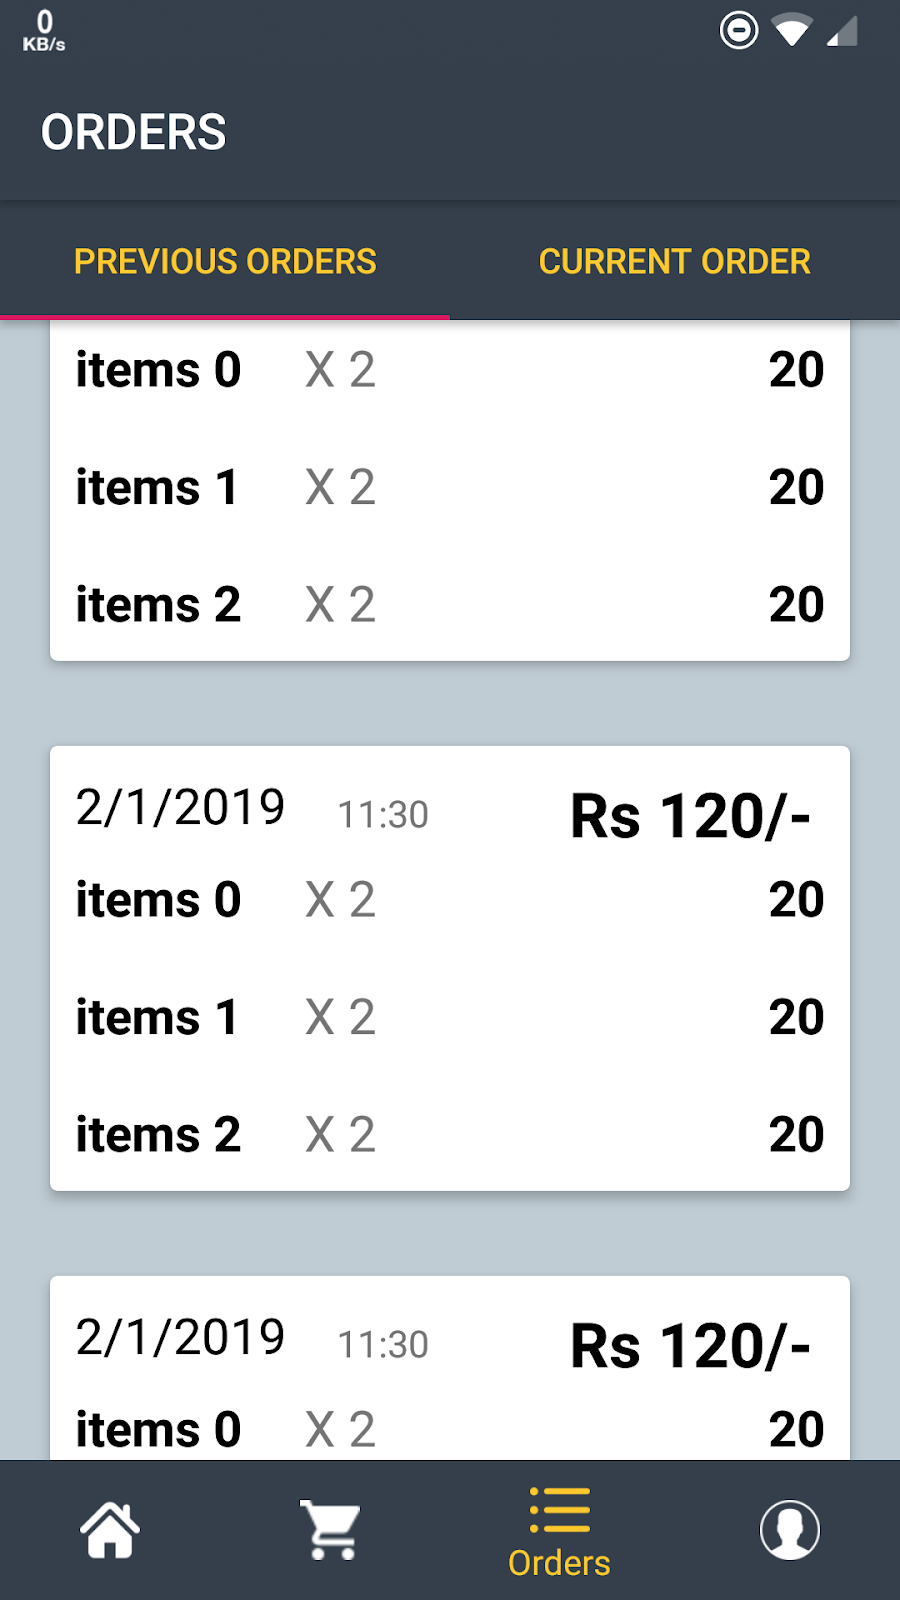 0
KB/s
ORDERS
PREVIOUS ORDERS CURRENT ORDER
items 0 X 2 20
items 1 X 2 20
items 2 X 2 20
2/1/2019 11:30 Rs 120/-
items 0 X 2 20
items 1 X 2 20
items 2 X 2 20
2/1/2019 11:30 Rs 120/-
items 0 X 2 20
Orders